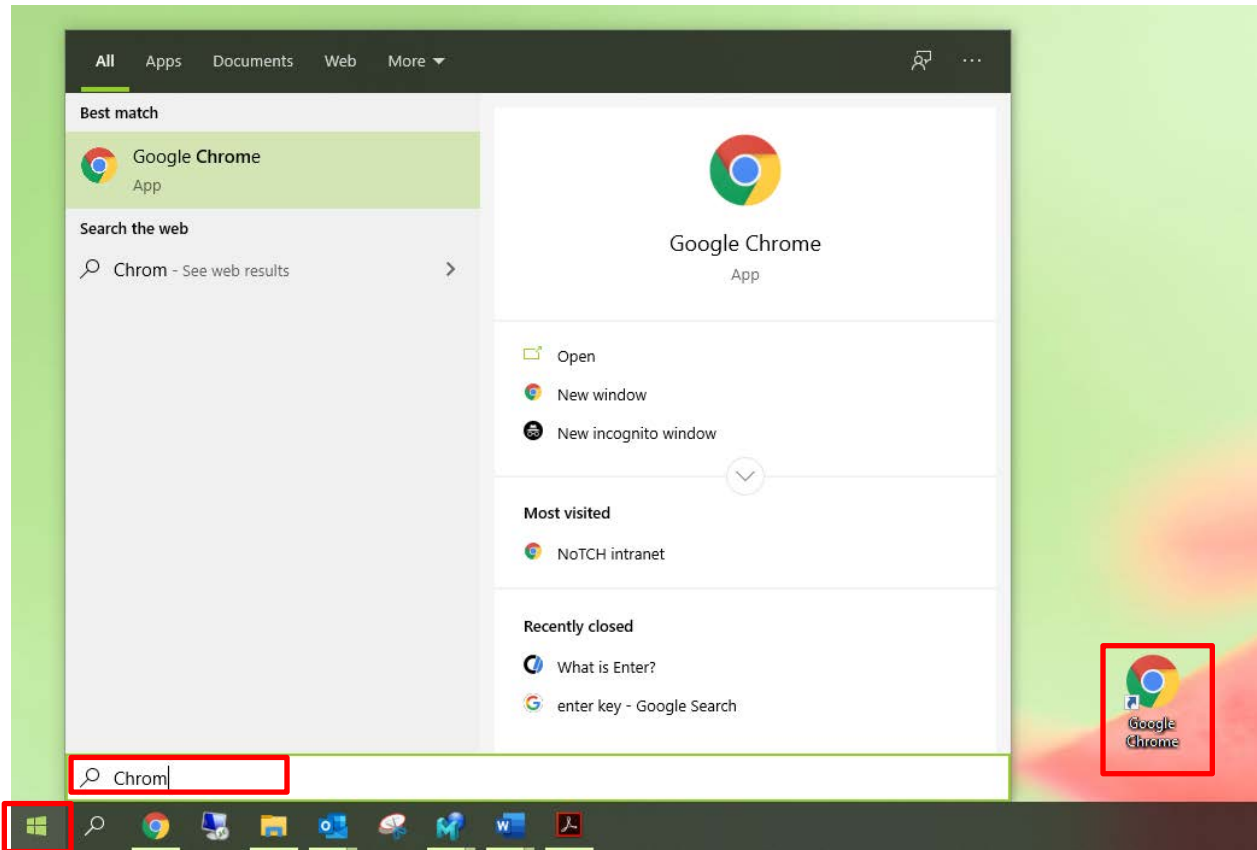 All Apps Documents Web More
Best match
Google Chrome
App
Search the web
Chrom - See web results
Google Chrome
App
Open
New window
New incognito window
Most visited
NoTCH intranet
Recently closed
What is Enter?
enter key - Google Search
Google
Chrome
Chrom